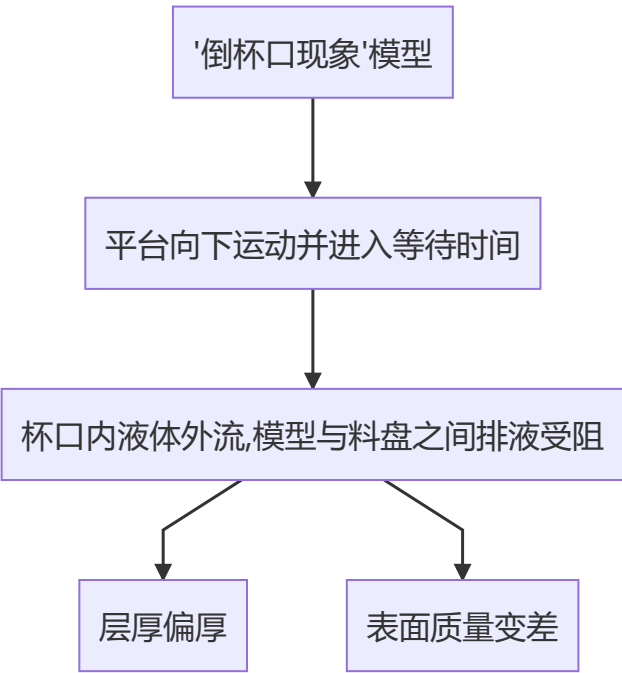 '倒杯口现象'模型
平台向下运动并进入等待时间
杯口内液体外流,模型与料盘之间排液受阻
层厚偏厚
表面质量变差